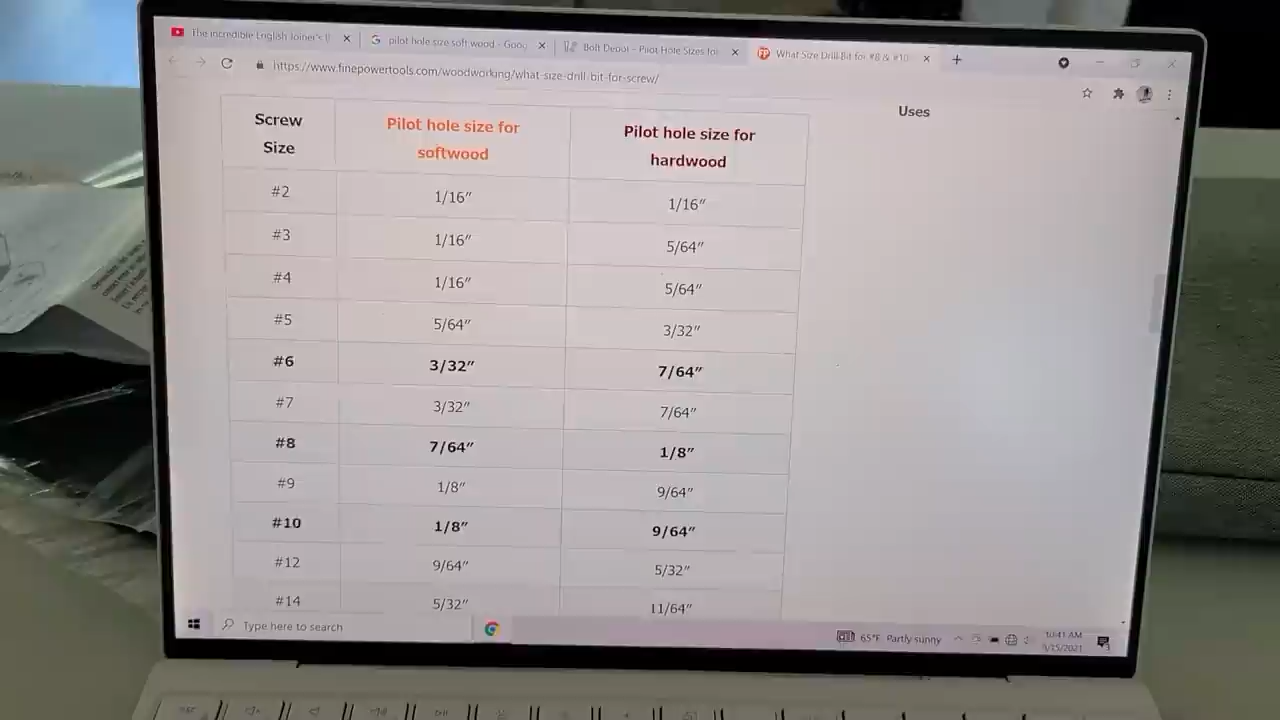 The Incredible English Joiner's
pilot hole size soft wood - Goog
Bolt Depot - Pilot Hole Sizes for
What Size Drill Bit for #8 & #10
https://www.finepowertools.com/woodworking/what-size-drill-bit-for-screw/
Screw Size
Pilot hole size for softwood
Pilot hole size for hardwood
Uses
#2 1/16" 1/16"
#3 1/16" 5/64"
#4 1/16" 5/64"
#5 5/64" 3/32"
#6 3/32" 7/64"
#7 3/32" 7/64"
#8 7/64" 1/8"
#9 1/8" 9/64"
#10 1/8" 9/64"
#12 9/64" 5/32"
#14 5/32" 11/64"
Type here to search
65°F Partly sunny
10:41 AM